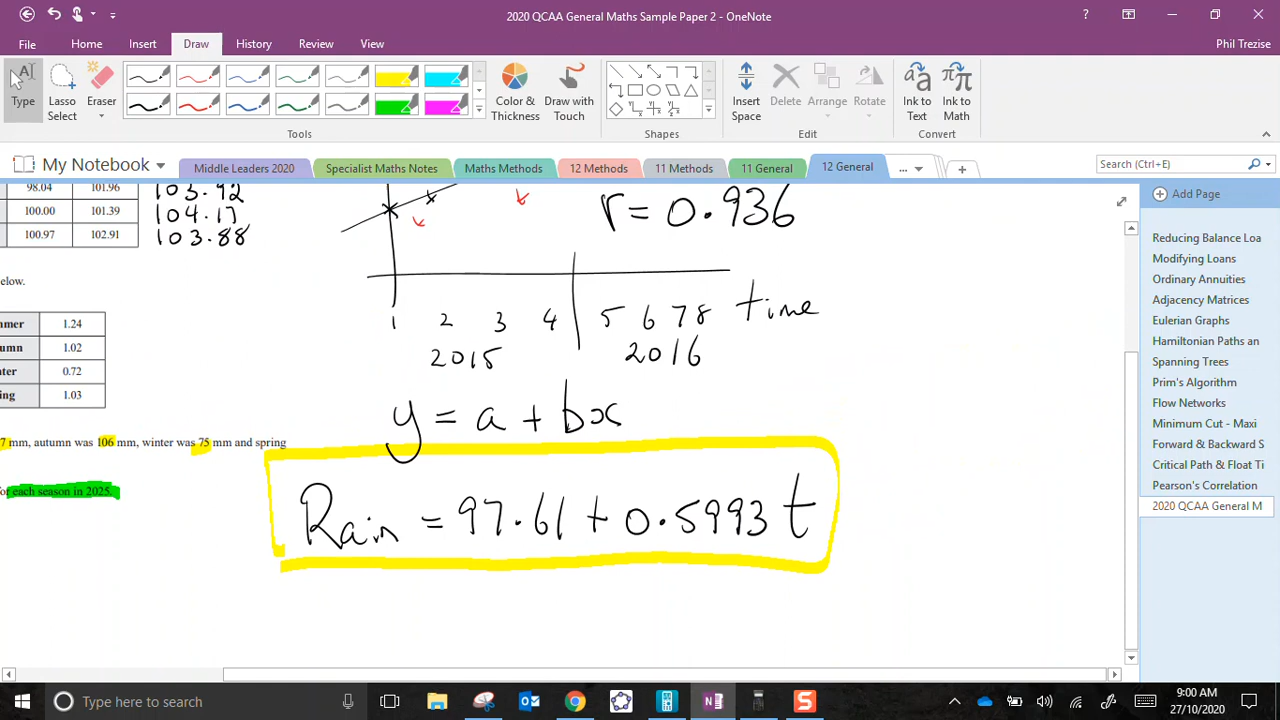 2020 QCAA General Maths Sample Paper 2 - OneNote
?
File Home Insert Draw History Review View
Phil Trezise
Type
Lasso Select
Eraser
Color & Thickness
Draw with Touch
Insert Space
Delete
Arrange
Rotate
Ink to Text
Ink to Math
Tools
Shapes
Edit
Convert
My Notebook
Middle Leaders 2020 Specialist Maths Notes Maths Methods 12 Methods 11 Methods 11 General 12 General ...
Search (Ctrl+E)
Add Page
Reducing Balance Loa
Modifying Loans
Ordinary Annuities
Adjacency Matrices
Eulerian Graphs
Hamiltonian Paths an
Spanning Trees
Prim's Algorithm
Flow Networks
Minimum Cut - Maxi
Forward & Backward S
Critical Path & Float Ti
Pearson's Correlation
2020 QCAA General M
98.04 101.96 103.92
100.00 101.39 104.17
100.97 102.91 103.88
r = 0.936
elow.
mmer 1.24
umn 1.02
nter 0.72
ing 1.03
1 2 3 4 5 6 7 8 time
2015 2016
y = a + bx
7 mm, autumn was 106 mm, winter was 75 mm and spring
for each season in 2025.
Rain = 97.61 + 0.5993 t
Type here to search
9:00 AM
27/10/2020